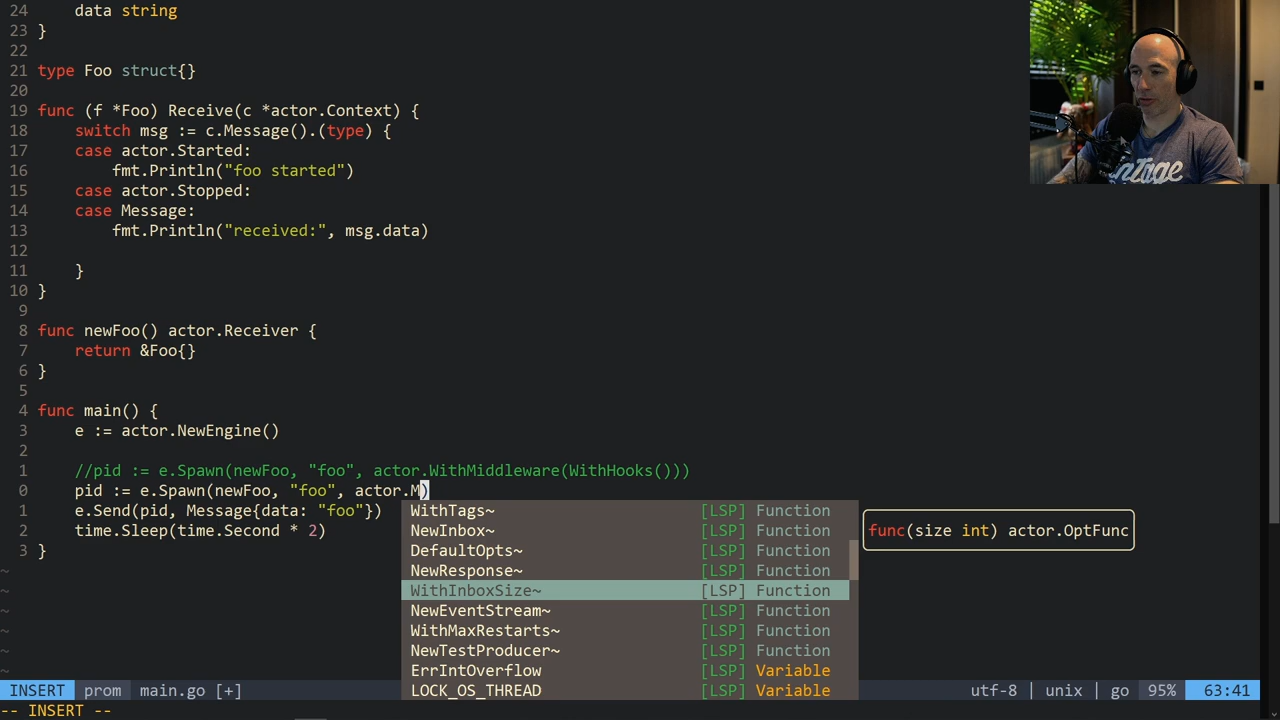 24 data string
23 }
22
21 type Foo struct{}
20
19 func (f *Foo) Receive(c *actor.Context) {
18 switch msg := c.Message().(type) {
17 case actor.Started:
16 fmt.Println("foo started")
15 case actor.Stopped:
14 case Message:
13 fmt.Println("received:", msg.data)
12
11 }
10 }
9
8 func newFoo() actor.Receiver {
7 return &Foo{}
6 }
5
4 func main() {
3 e := actor.NewEngine()
2
1 //pid := e.Spawn(newFoo, "foo", actor.WithMiddleware(WithHooks()))
0 pid := e.Spawn(newFoo, "foo", actor.M)
1 e.Send(pid, Message{data: "foo"})
2 time.Sleep(time.Second * 2)
3 }
~
~
~
~
~
~
WithTags~ [LSP] Function
NewInbox~ [LSP] Function
DefaultOpts~ [LSP] Function
NewResponse~ [LSP] Function
WithInboxSize~ [LSP] Function
NewEventStream~ [LSP] Function
WithMaxRestarts~ [LSP] Function
NewTestProducer~ [LSP] Function
ErrIntOverflow [LSP] Variable
LOCK_OS_THREAD [LSP] Variable
func(size int) actor.OptFunc
INSERT prom main.go [+] utf-8 | unix | go 95% 63:41
-- INSERT --